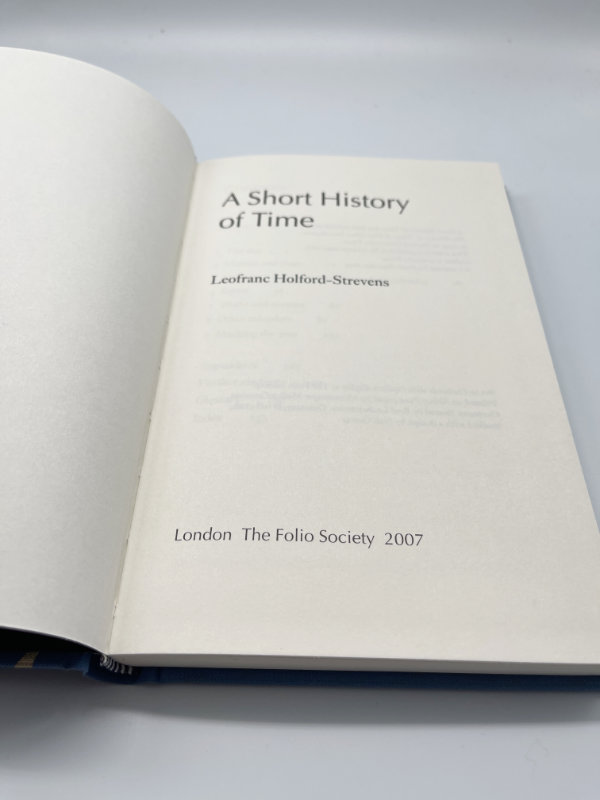 A Short History
of Time
Leofranc Holford-Strevens
London The Folio Society 2007